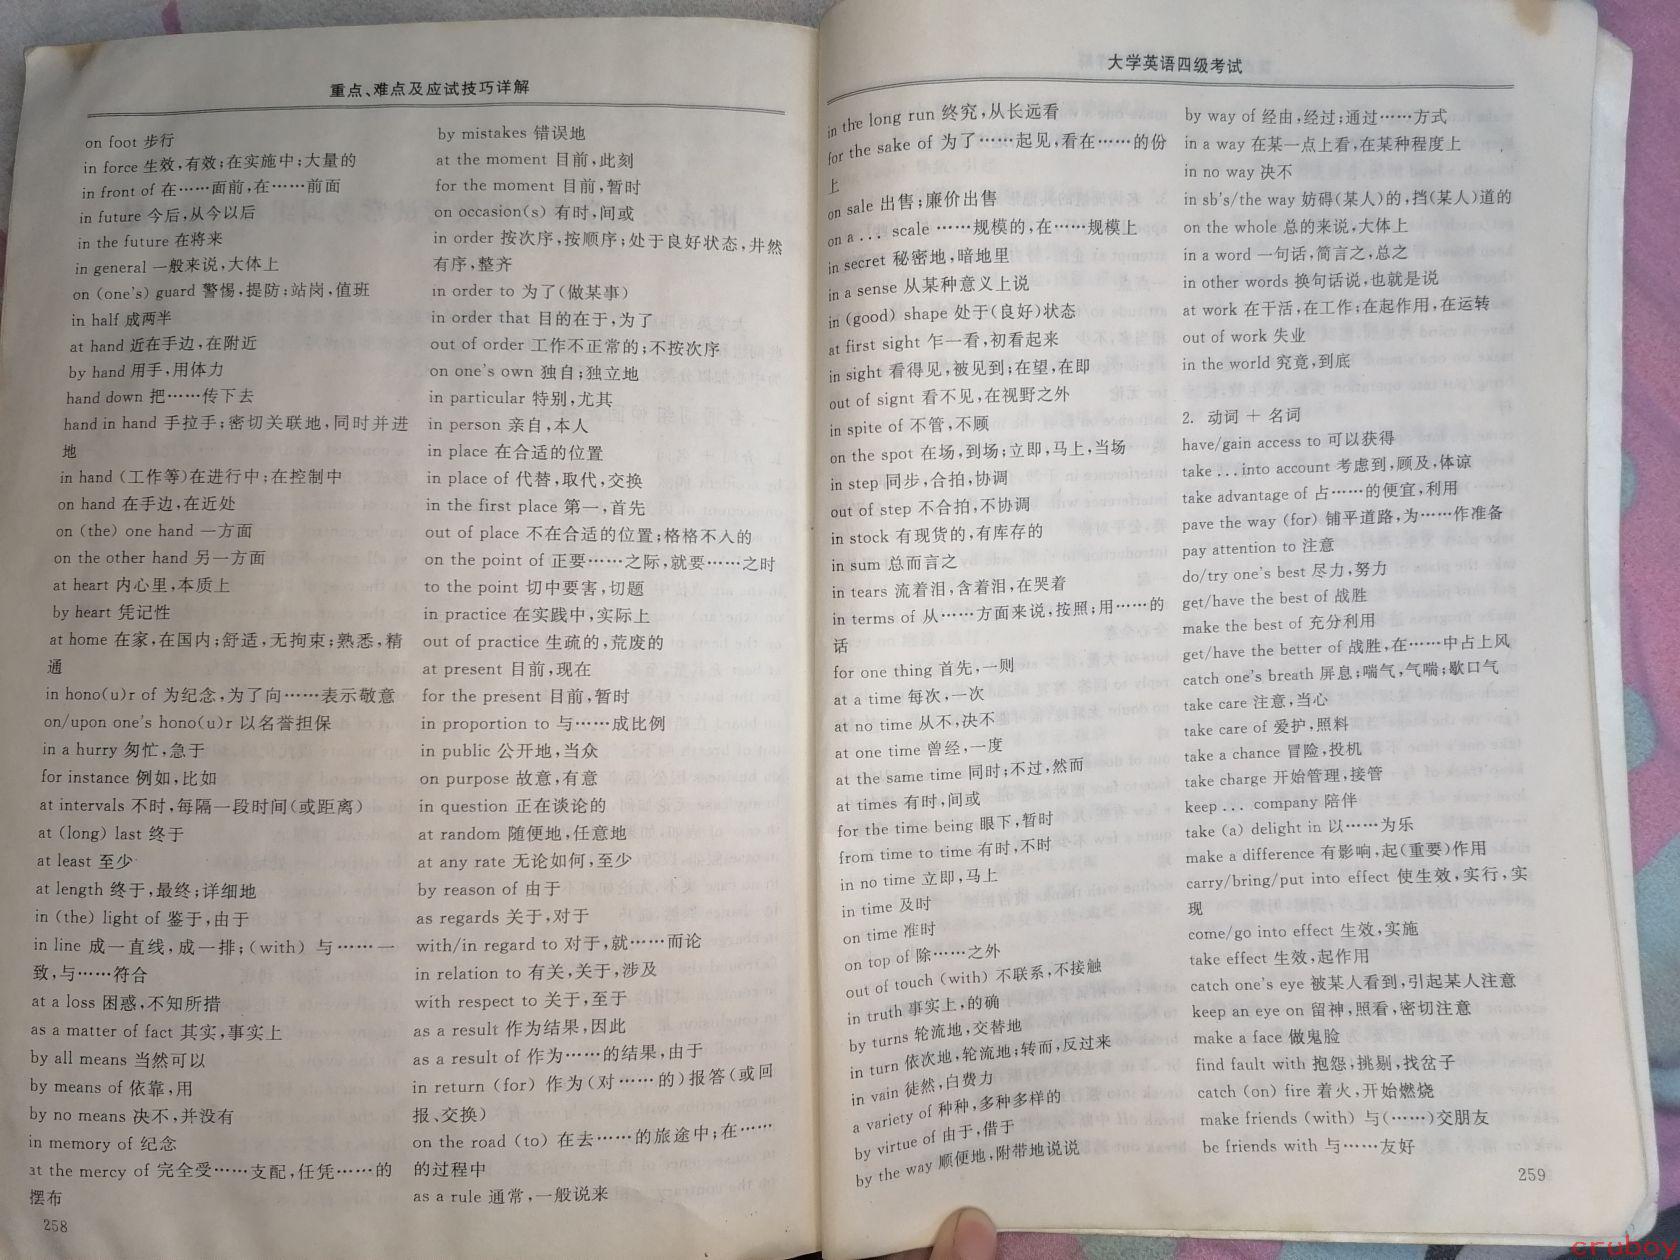 重点、难点及应试技巧详解
on foot 步行
in force 生效,有效;在实施中;大量的
in front of 在……面前,在……前面
in future 今后,从今以后
in the future 在将来
in general 一般来说,大体上
on (one's) guard 警惕,提防;站岗,值班
in half 成两半
at hand 近在手边,在附近
by hand 用手,用体力
hand down 把……传下去
hand in hand 手拉手;密切关联地,同时并进
地
in hand (工作等)在进行中;在控制中
on hand 在手边,在近处
on (the) one hand 一方面
on the other hand 另一方面
at heart 内心里,本质上
by heart 凭记性
at home 在家,在国内;舒适,无拘束;熟悉,精
通
in hono(u)r of 为纪念,为了向……表示敬意
on/upon one's hono(u)r 以名誉担保
in a hurry 匆忙,急于
for instance 例如,比如
at intervals 不时,每隔一段时间(或距离)
at (long) last 终于
at least 至少
at length 终于,最终;详细地
in (the) light of 鉴于,由于
in line 成一直线,成一排;(with) 与……一
致,与……符合
at a loss 困惑,不知所措
as a matter of fact 其实,事实上
by all means 当然可以
by means of 依靠,用
by no means 决不,并没有
in memory of 纪念
at the mercy of 完全受……支配,任凭……的
摆布
258
by mistakes 错误地
at the moment 目前,此刻
for the moment 目前,暂时
on occasion(s) 有时,间或
in order 按次序,按顺序;处于良好状态,井然
有序,整齐
in order to 为了(做某事)
in order that 目的在于,为了
out of order 工作不正常的;不按次序
on one's own 独自;独立地
in particular 特别,尤其
in person 亲自,本人
in place 在合适的位置
in place of 代替,取代,交换
in the first place 第一,首先
out of place 不在合适的位置;格格不入的
on the point of 正要……之际,就要……之时
to the point 切中要害,切题
in practice 在实践中,实际上
out of practice 生疏的,荒废的
at present 目前,现在
for the present 目前,暂时
in proportion to 与……成比例
in public 公开地,当众
on purpose 故意,有意
in question 正在谈论的
at random 随便地,任意地
at any rate 无论如何,至少
by reason of 由于
as regards 关于,对于
with/in regard to 对于,就……而论
in relation to 有关,关于,涉及
with respect to 关于,至于
as a result 作为结果,因此
as a result of 作为……的结果,由于
in return (for) 作为(对……的)报答(或回
报、交换)
on the road (to) 在去……的旅途中;在……
的过程中
as a rule 通常,一般说来
大学英语四级考试
in the long run 终究,从长远看
for the sake of 为了……起见,看在……的份
上
on sale 出售;廉价出售
on a ... scale ……规模的,在……规模上
in secret 秘密地,暗地里
in a sense 从某种意义上说
in (good) shape 处于(良好)状态
at first sight 乍一看,初看起来
in sight 看得见,被见到;在望,在即
out of signt 看不见,在视野之外
in spite of 不管,不顾
on the spot 在场,到场;立即,马上,当场
in step 同步,合拍,协调
out of step 不合拍,不协调
in stock 有现货的,有库存的
in sum 总而言之
in tears 流着泪,含着泪,在哭着
in terms of 从……方面来说,按照;用……的
话
for one thing 首先,一则
at a time 每次,一次
at no time 从不,决不
at one time 曾经,一度
at the same time 同时;不过,然而
at times 有时,间或
for the time being 眼下,暂时
from time to time 有时,不时
in no time 立即,马上
in time 及时
on time 准时
on top of 除……之外
out of touch (with) 不联系,不接触
in truth 事实上,的确
by turns 轮流地,交替地
in turn 依次地,轮流地;转而,反过来
in vain 徒然,白费力
a variety of 种种,多种多样的
by virtue of 由于,借于
by the way 顺便地,附带地说说
by way of 经由,经过;通过……方式
in a way 在某一点上看,在某种程度上
in no way 决不
in sb's/the way 妨碍(某人)的,挡(某人)道的
on the whole 总的来说,大体上
in a word 一句话,简言之,总之
in other words 换句话说,也就是说
at work 在干活,在工作;在起作用,在运转
out of work 失业
in the world 究竟,到底
2. 动词 + 名词
have/gain access to 可以获得
take ...into account 考虑到,顾及,体谅
take advantage of 占……的便宜,利用
pave the way (for) 铺平道路,为……作准备
pay attention to 注意
do/try one's best 尽力,努力
get/have the best of 战胜
make the best of 充分利用
get/have the better of 战胜,在……中占上风
catch one's breath 屏息;喘气,气喘;歇口气
take care 注意,当心
take care of 爱护,照料
take a chance 冒险,投机
take charge 开始管理,接管
keep ... company 陪伴
take (a) delight in 以……为乐
make a difference 有影响,起(重要)作用
carry/bring/put into effect 使生效,实行,实
现
come/go into effect 生效,实施
take effect 生效,起作用
catch one's eye 被某人看到,引起某人注意
keep an eye on 留神,照看,密切注意
make a face 做鬼脸
find fault with 抱怨,挑剔,找岔子
catch (on) fire 着火,开始燃烧
make friends (with) 与(……)交朋友
be friends with 与……友好
259
cruboy